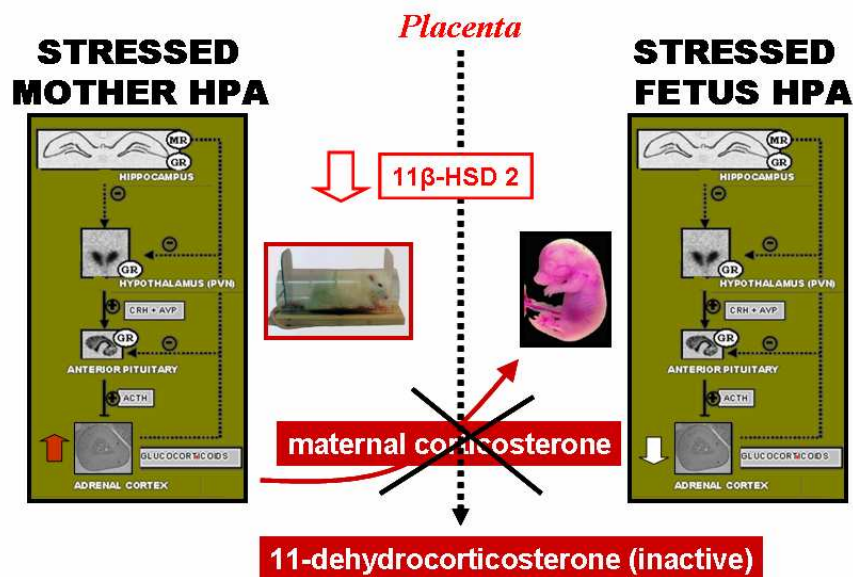 Placenta
STRESSED
MOTHER HPA
MR
GR
HIPPOCAMPUS
GR
HYPOTHALAMUS (PVN)
CRH + AVP
GR
ANTERIOR PITUITARY
ACTH
GLUCOCORTICOIDS
ADRENAL CORTEX
11β-HSD 2
maternal corticosterone
11-dehydrocorticosterone (inactive)
STRESSED
FETUS HPA
MR
GR
HIPPOCAMPUS
GR
HYPOTHALAMUS (PVN)
CRH + AVP
GR
ANTERIOR PITUITARY
ACTH
GLUCOCORTICOIDS
ADRENAL CORTEX